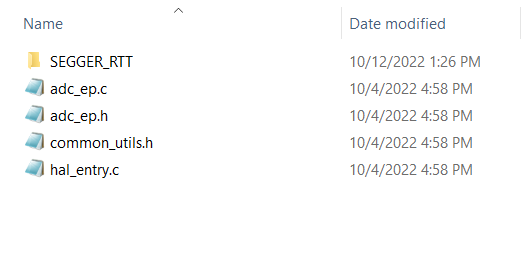 Name Date modified
SEGGER_RTT 10/12/2022 1:26 PM
adc_ep.c 10/4/2022 4:58 PM
adc_ep.h 10/4/2022 4:58 PM
common_utils.h 10/4/2022 4:58 PM
hal_entry.c 10/4/2022 4:58 PM